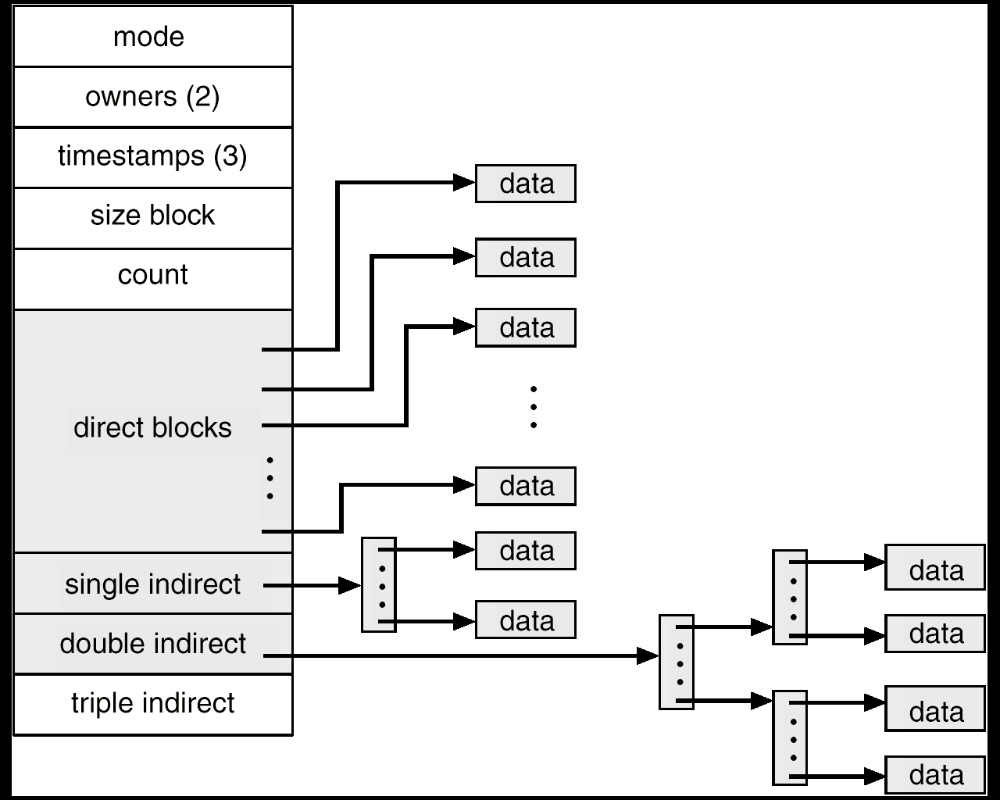 mode
owners (2)
timestamps (3)
size block
count
direct blocks
single indirect
double indirect
triple indirect
data
data
data
data
data
data
data
data
data
data